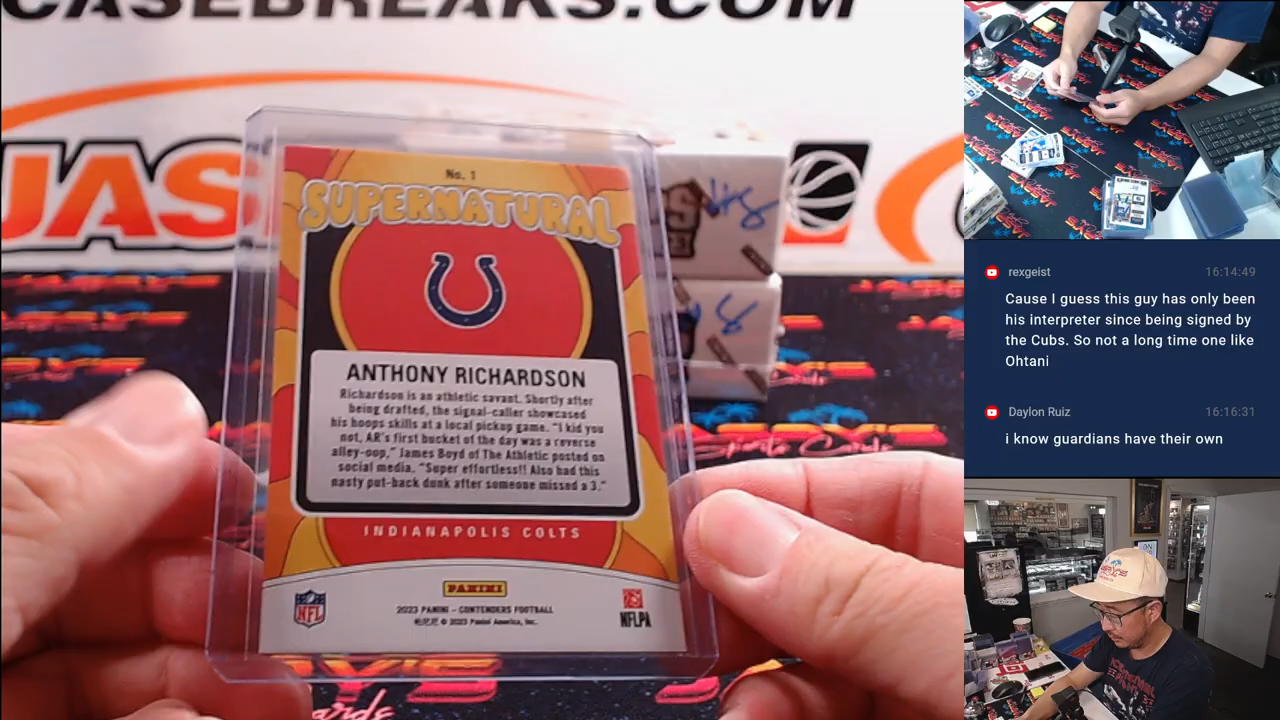 CASEBREAKS.COM
JAS
No. 1
SUPERNATURAL
ANTHONY RICHARDSON
Richardson is an athletic savant. Shortly after
being drafted, the signal-caller showcased
his hoops skills at a local pickup game. "I kid you
not, AR's first bucket of the day was a reverse
alley-oop," James Boyd of The Athletic posted on
social media. "Super effortless!! Also had this
nasty put-back dunk after someone missed a 3."
INDIANAPOLIS COLTS
NFL
PANINI
2023 PANINI - CONTENDERS FOOTBALL
© 2023 Panini America, Inc.
NFLPA
Sports Cards
rexgeist
16:14:49
Cause I guess this guy has only been
his interpreter since being signed by
the Cubs. So not a long time one like
Ohtani
Daylon Ruiz
16:16:31
i know guardians have their own